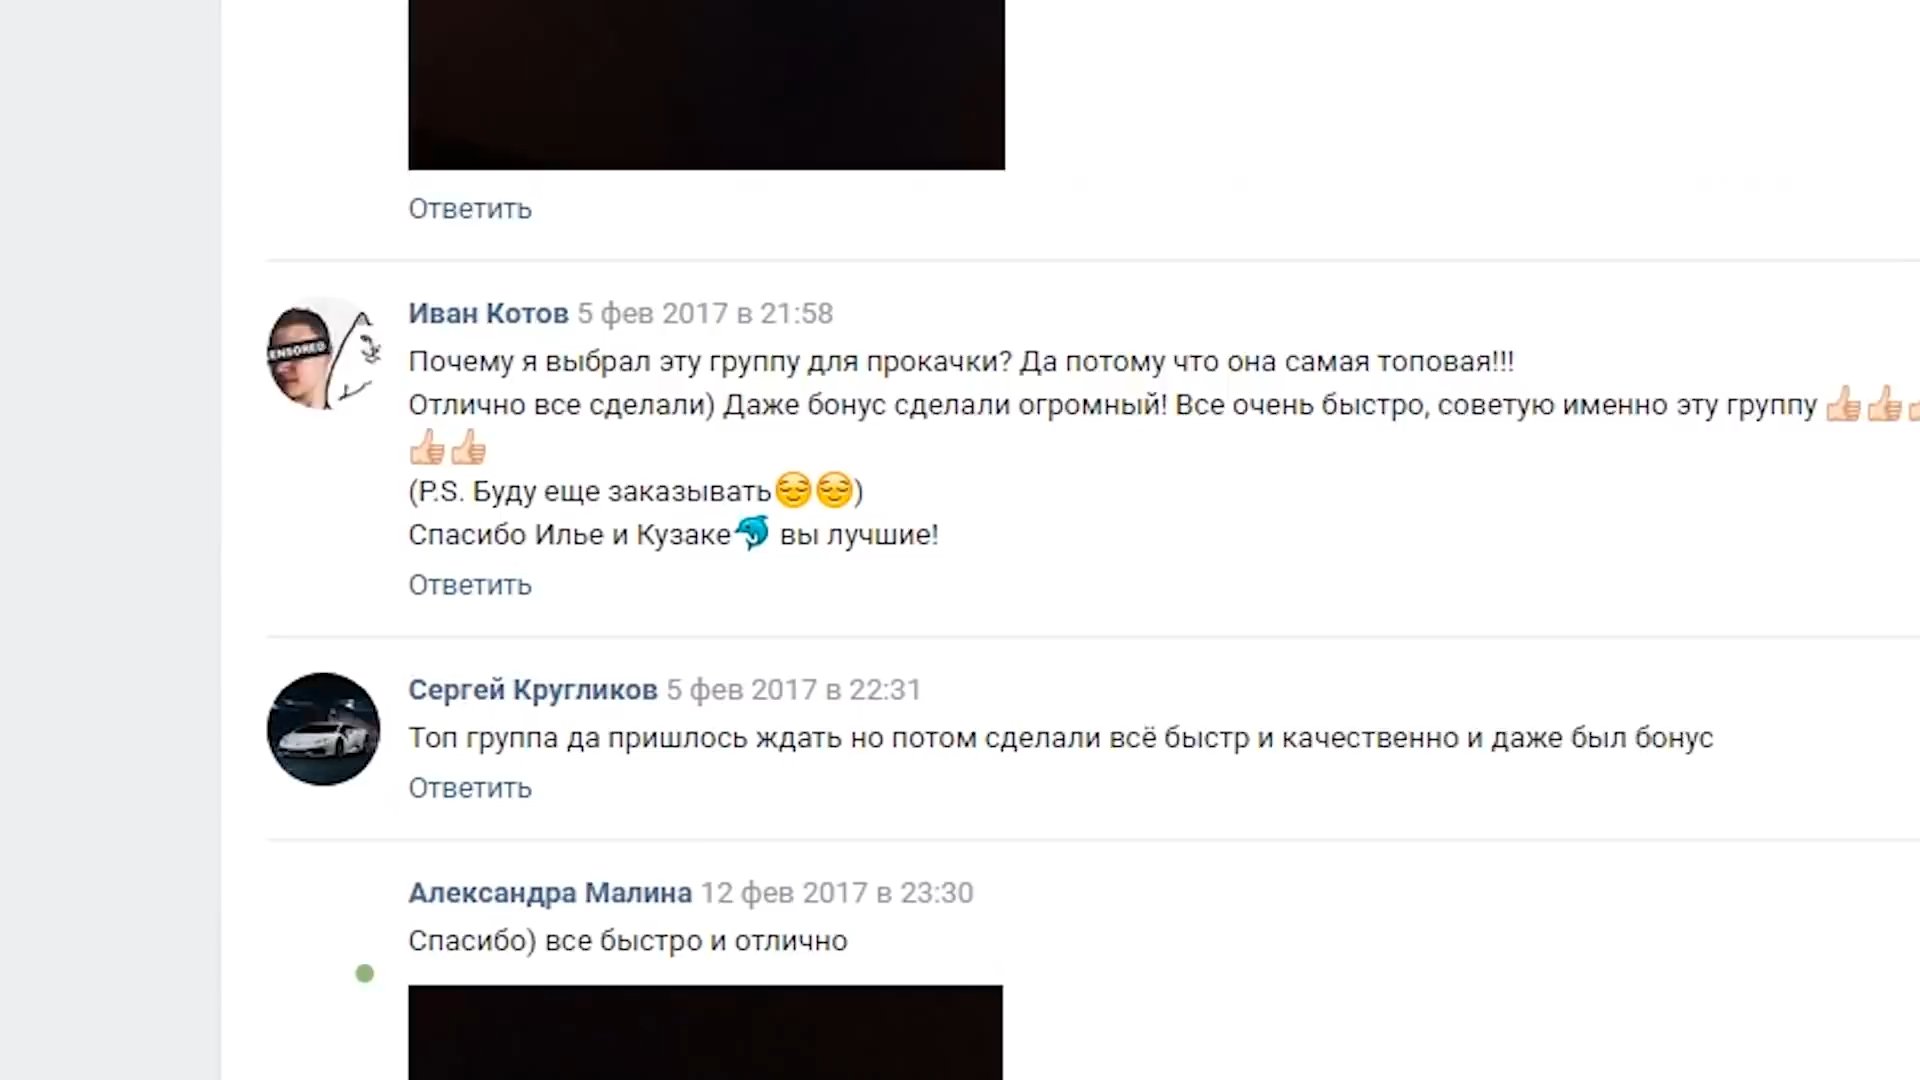 Ответить
Иван Котов 5 фев 2017 в 21:58
Почему я выбрал эту группу для прокачки? Да потому что она самая топовая!!!
Отлично все сделали) Даже бонус сделали огромный! Все очень быстро, советую именно эту группу 👍🏻👍🏻👍🏻
👍🏻👍🏻
(P.S. Буду еще заказывать😌😌)
Спасибо Илье и Кузаке🐬 вы лучшие!
Ответить
ENSORED
Сергей Кругликов 5 фев 2017 в 22:31
Топ группа да пришлось ждать но потом сделали всё быстр и качественно и даже был бонус
Ответить
Александра Малина 12 фев 2017 в 23:30
Спасибо) все быстро и отлично